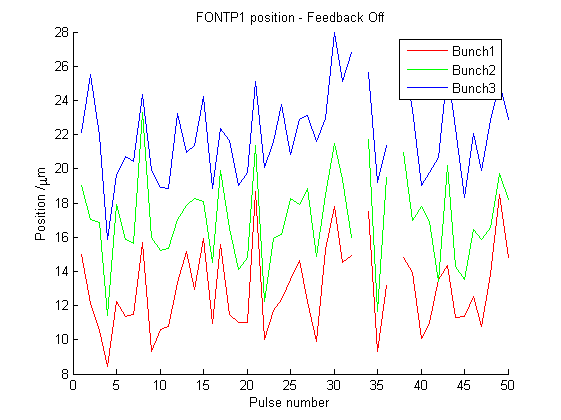 FONTP1 position - Feedback Off
28
26
24
22
20
18
16
14
12
10
8
Position /μm
Bunch1
Bunch2
Bunch3
0 5 10 15 20 25 30 35 40 45 50
Pulse number